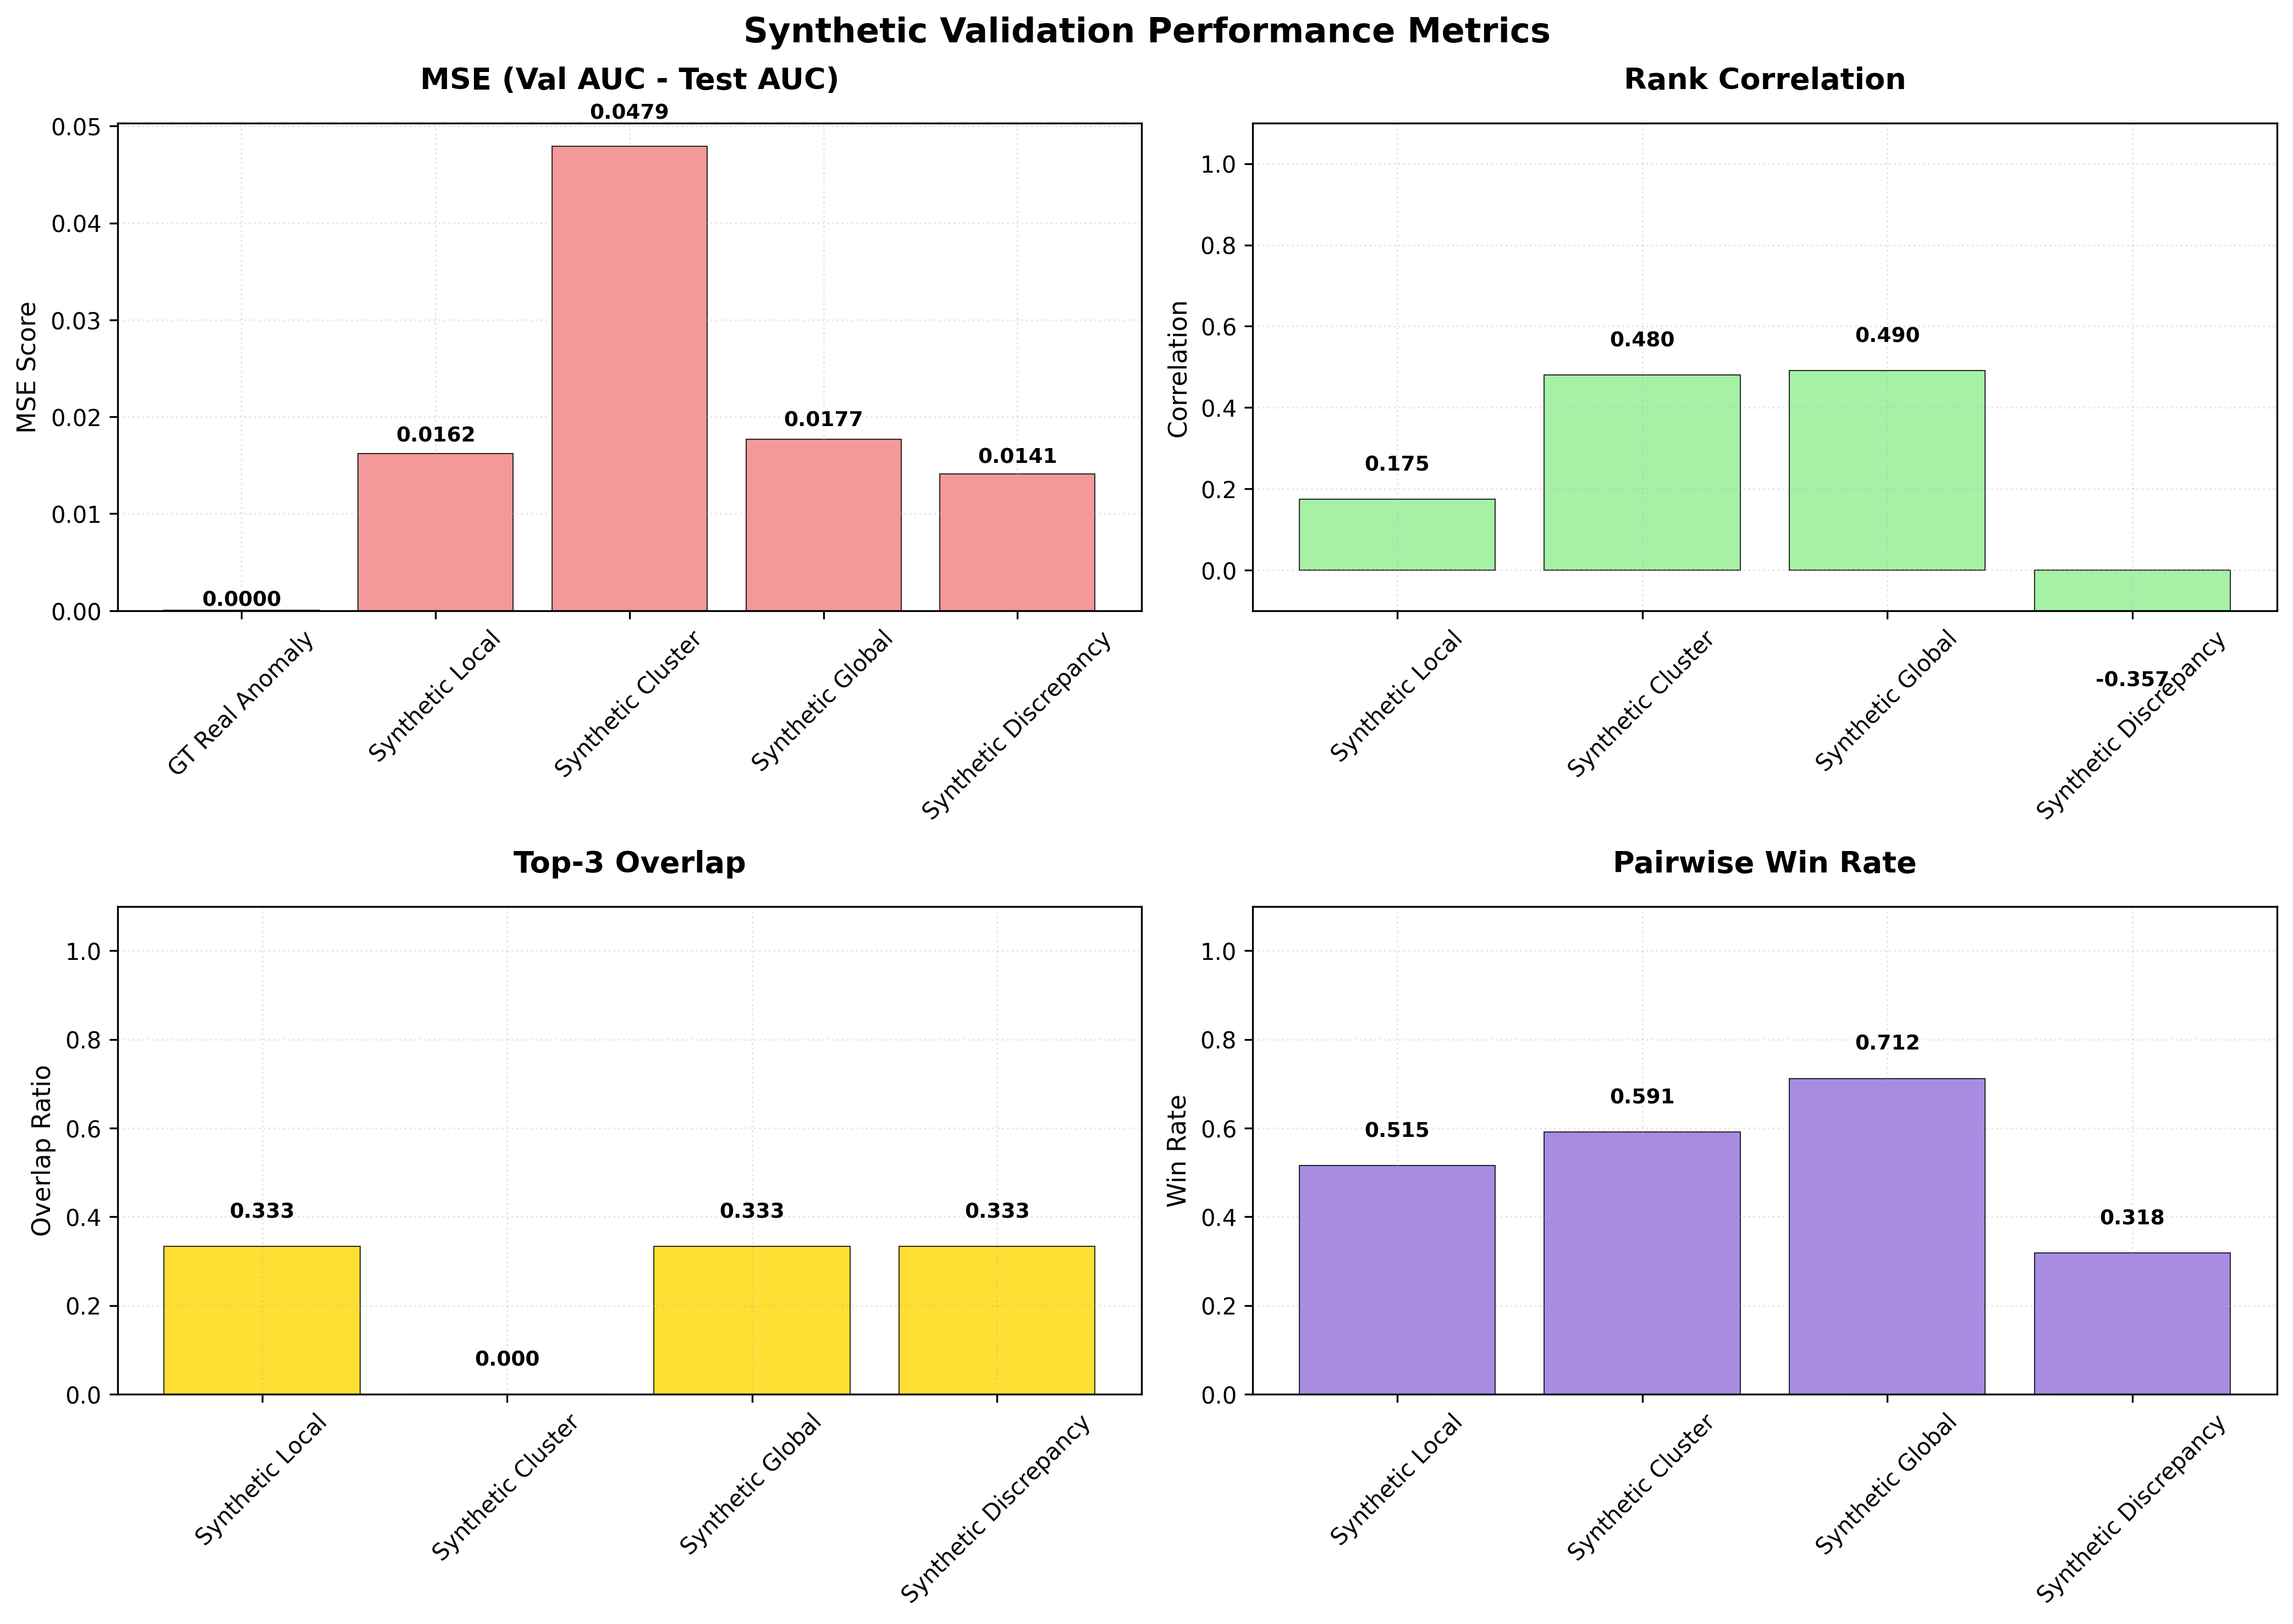 Synthetic Validation Performance Metrics
MSE (Val AUC - Test AUC)
MSE Score
0.05
0.04
0.03
0.02
0.01
0.00
0.0000
0.0162
0.0479
0.0177
0.0141
GT Real Anomaly
Synthetic Local
Synthetic Cluster
Synthetic Global
Synthetic Discrepancy
Rank Correlation
Correlation
1.0
0.8
0.6
0.4
0.2
0.0
0.175
0.480
0.490
-0.357
Synthetic Local
Synthetic Cluster
Synthetic Global
Synthetic Discrepancy
Top-3 Overlap
Overlap Ratio
1.0
0.8
0.6
0.4
0.2
0.0
0.333
0.000
0.333
0.333
Synthetic Local
Synthetic Cluster
Synthetic Global
Synthetic Discrepancy
Pairwise Win Rate
Win Rate
1.0
0.8
0.6
0.4
0.2
0.0
0.515
0.591
0.712
0.318
Synthetic Local
Synthetic Cluster
Synthetic Global
Synthetic Discrepancy